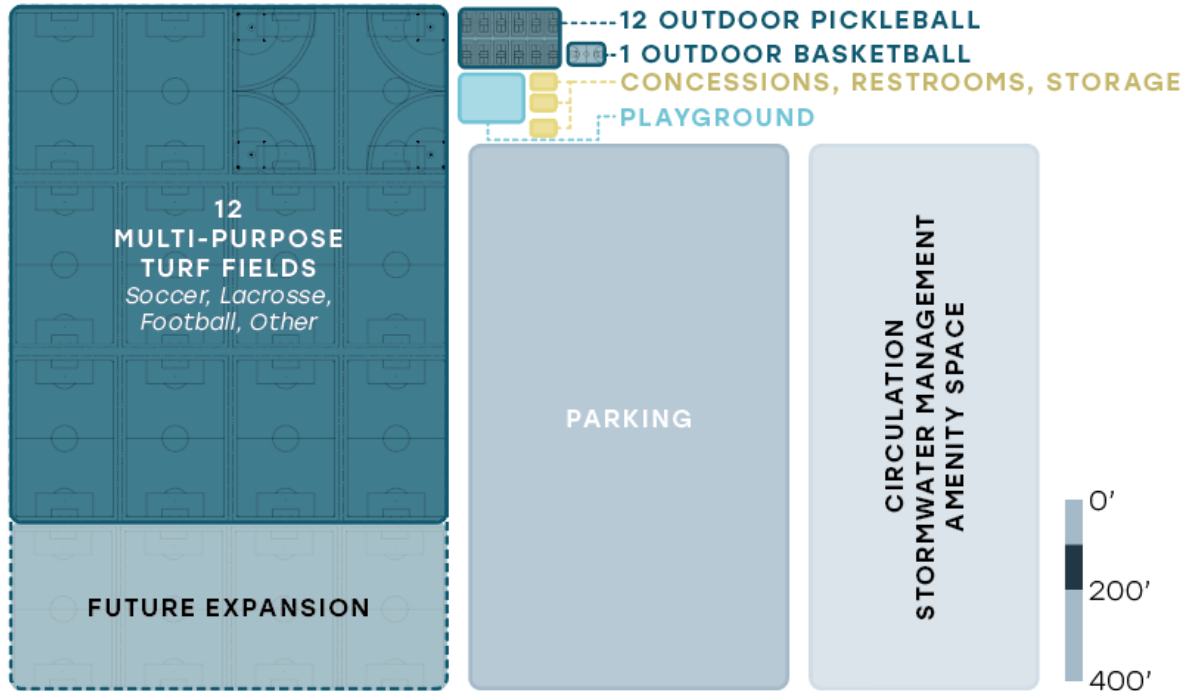 12 OUTDOOR PICKLEBALL
1 OUTDOOR BASKETBALL
CONCESSIONS, RESTROOMS, STORAGE
PLAYGROUND
12
MULTI-PURPOSE
TURF FIELDS
Soccer, Lacrosse,
Football, Other
FUTURE EXPANSION
PARKING
CIRCULATION
STORMWATER MANAGEMENT
AMENITY SPACE
0’
200’
400’